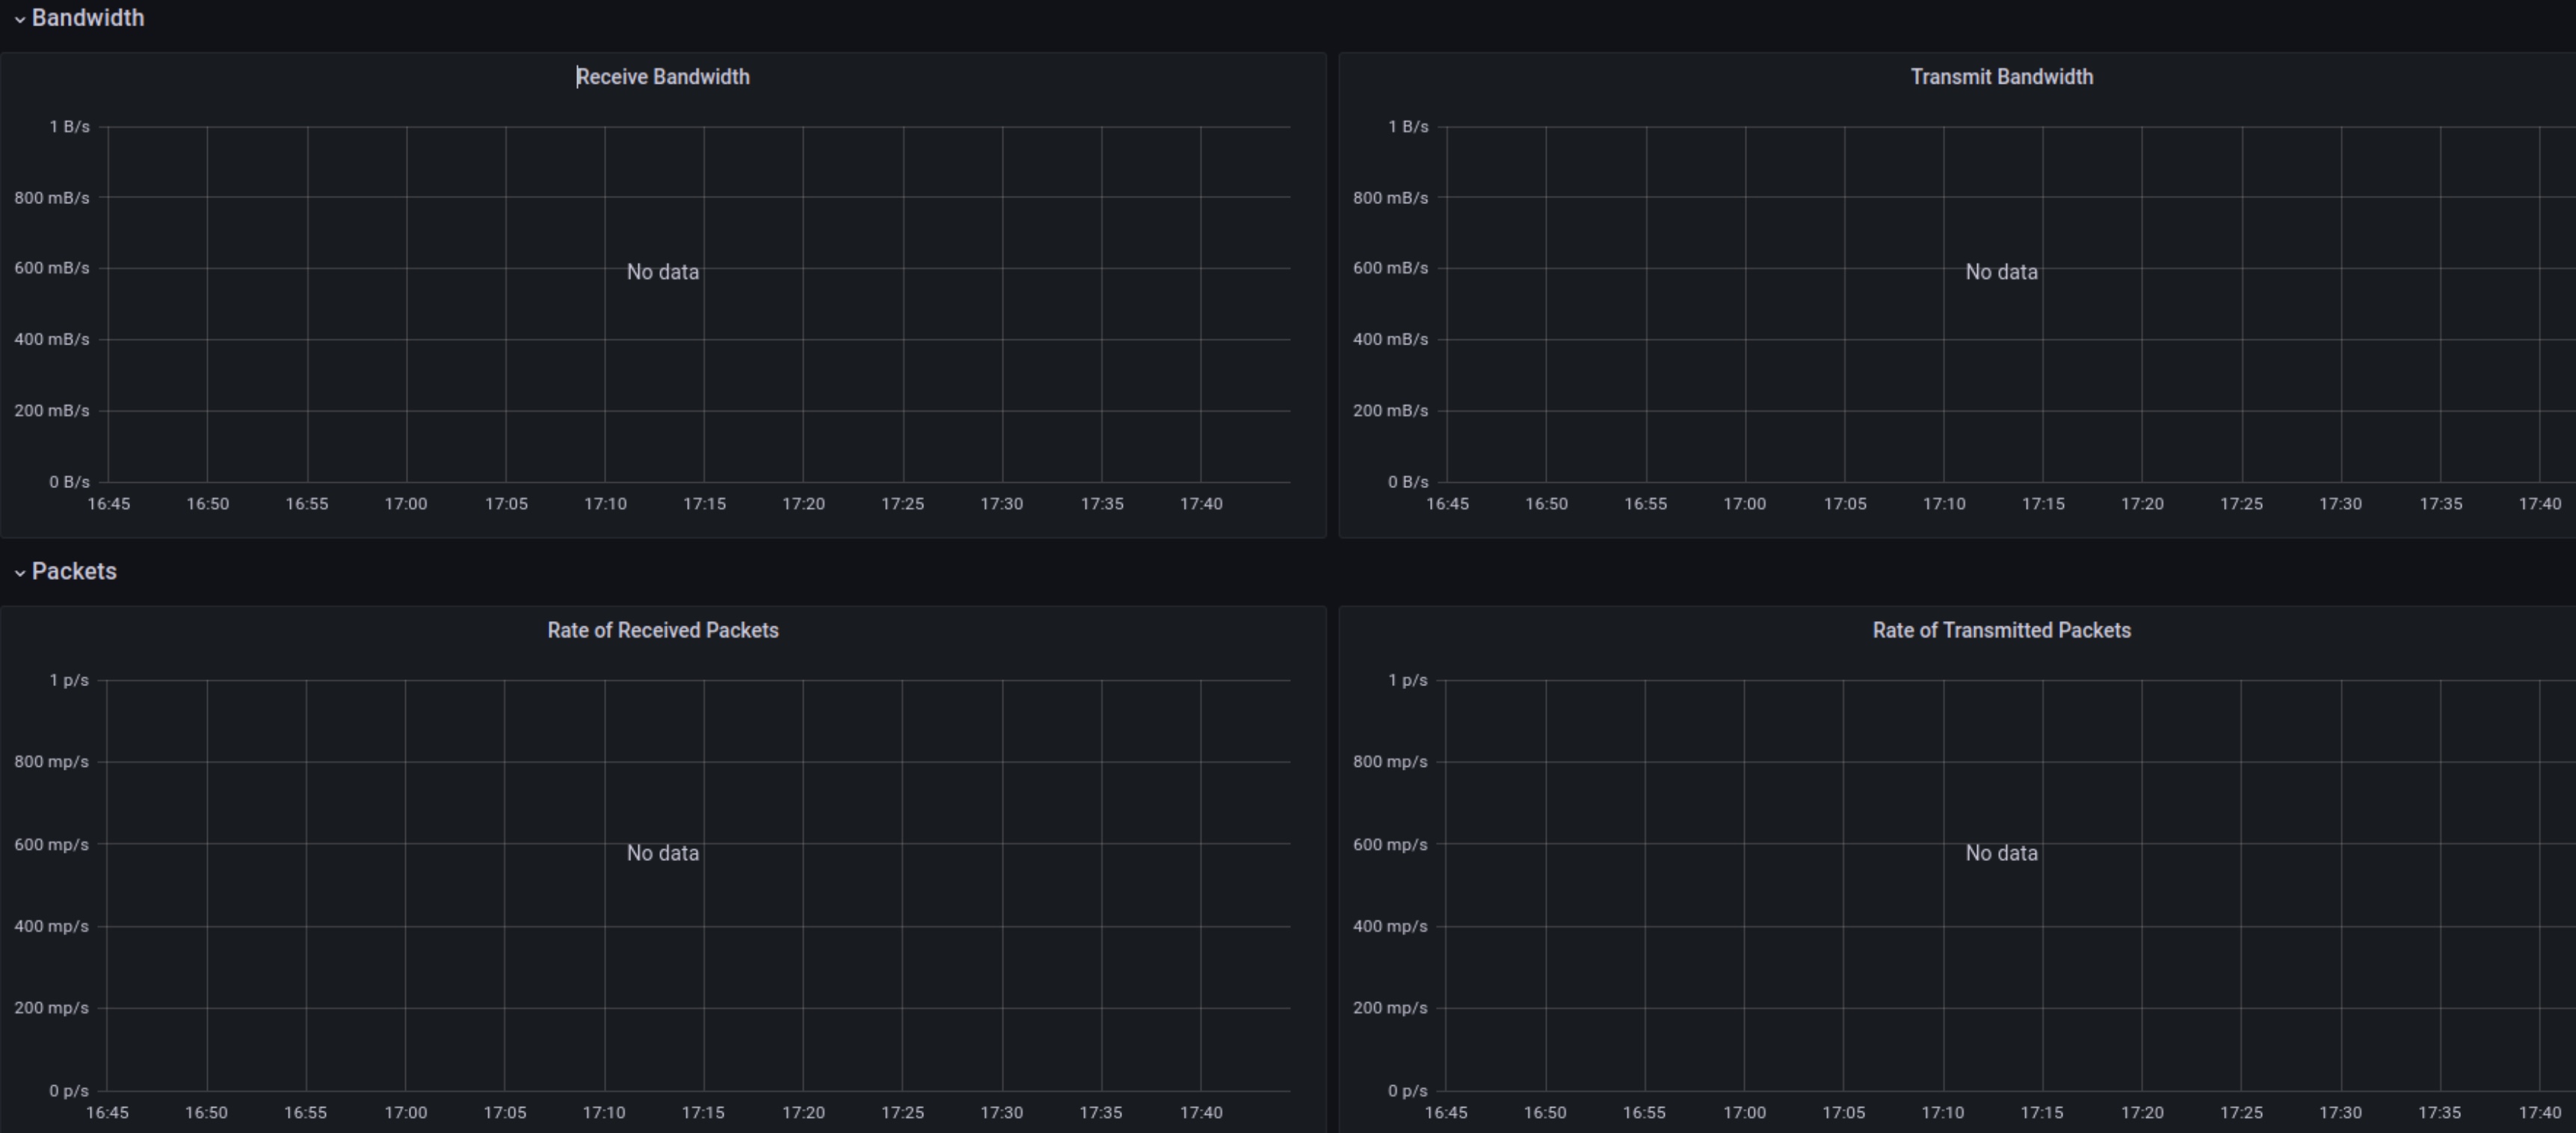 Bandwidth
Receive Bandwidth
1 B/s
800 mB/s
600 mB/s
400 mB/s
200 mB/s
0 B/s
No data
16:45 16:50 16:55 17:00 17:05 17:10 17:15 17:20 17:25 17:30 17:35 17:40
Transmit Bandwidth
1 B/s
800 mB/s
600 mB/s
400 mB/s
200 mB/s
0 B/s
No data
16:45 16:50 16:55 17:00 17:05 17:10 17:15 17:20 17:25 17:30 17:35 17:40
Packets
Rate of Received Packets
1 p/s
800 mp/s
600 mp/s
400 mp/s
200 mp/s
0 p/s
No data
16:45 16:50 16:55 17:00 17:05 17:10 17:15 17:20 17:25 17:30 17:35 17:40
Rate of Transmitted Packets
1 p/s
800 mp/s
600 mp/s
400 mp/s
200 mp/s
0 p/s
No data
16:45 16:50 16:55 17:00 17:05 17:10 17:15 17:20 17:25 17:30 17:35 17:40